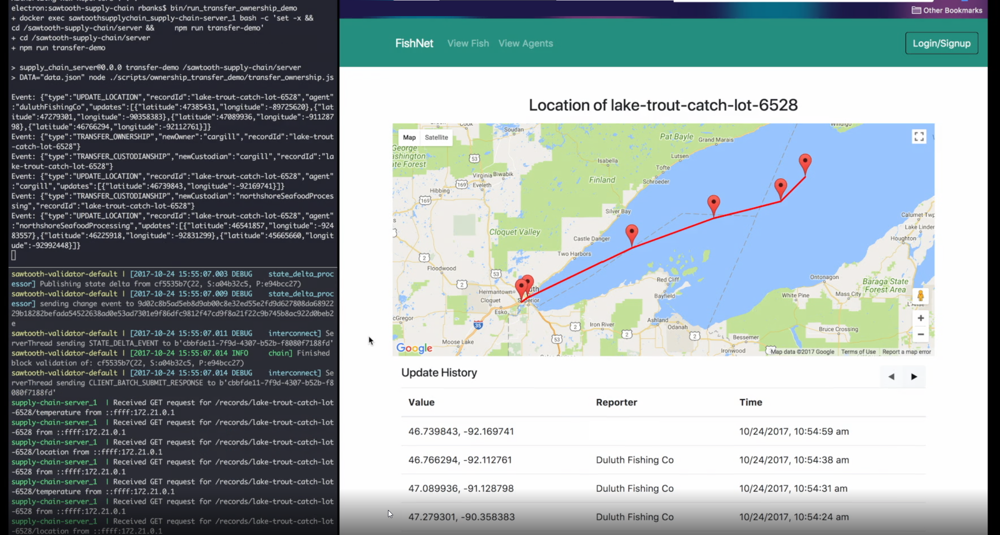 electron:sawtooth-supply-chain rbanks$ bin/run_transfer_ownership_demo
+ docker exec sawtoothsupplychain_supply-chain-server_1 bash -c 'set -x &&
cd /sawtooth-supply-chain/server &&     npm run transfer-demo'
+ cd /sawtooth-supply-chain/server
+ npm run transfer-demo
> supply_chain_server@0.0.0 transfer-demo /sawtooth-supply-chain/server
> DATA="data.json" node ./scripts/ownership_transfer_demo/transfer_ownership.js
Event: {"type":"UPDATE_LOCATION","recordId":"lake-trout-catch-lot-6528","agent"
:"duluthFishingCo","updates":[{"latitude":47385431,"longitude":-89725620},{"lat
itude":47279301,"longitude":-90358383},{"latitude":47089936,"longitude":-911287
98},{"latitude":46766294,"longitude":-92112761}]}
Event: {"type":"TRANSFER_OWNERSHIP","newOwner":"cargill","recordId":"lake-trout
-catch-lot-6528"}
Event: {"type":"TRANSFER_CUSTODIANSHIP","newCustodian":"cargill","recordId":"la
ke-trout-catch-lot-6528"}
Event: {"type":"UPDATE_LOCATION","recordId":"lake-trout-catch-lot-6528","agent"
:"cargill","updates":[{"latitude":46739843,"longitude":-92169741}]}
Event: {"type":"TRANSFER_CUSTODIANSHIP","newCustodian":"northshoreSeafoodProces
sing","recordId":"lake-trout-catch-lot-6528"}
Event: {"type":"UPDATE_LOCATION","recordId":"lake-trout-catch-lot-6528","agent"
:"northshoreSeafoodProcessing","updates":[{"latitude":46541857,"longitude":-924
83557},{"latitude":46225918,"longitude":-92831299},{"latitude":45665660,"longit
ude":-92992448}]}
sawtooth-validator-default | [2017-10-24 15:55:07.003 DEBUG    state_delta_proc
essor] Publishing state delta from cf5535b7(22, S:a04b32c5, P:e94bcc27)
sawtooth-validator-default | [2017-10-24 15:55:07.009 DEBUG    state_delta_proc
essor] sending change event to 9d02c8b5ad5eb8d9ab00c8e32ed55e2fd9d627808da68922
29b18282befada54522638ad0e53ad7301e9f86dfc9812f47cd9f8a21f22c9b745b8ac922d0beb2
e
sawtooth-validator-default | [2017-10-24 15:55:07.011 DEBUG    interconnect] Se
rverThread sending STATE_DELTA_EVENT to b'cbbfde11-7f9d-4307-b52b-f8080f7188fd'
sawtooth-validator-default | [2017-10-24 15:55:07.014 INFO     chain] Finished
block validation of: cf5535b7(22, S:a04b32c5, P:e94bcc27)
sawtooth-validator-default | [2017-10-24 15:55:07.014 DEBUG    interconnect] Se
rverThread sending CLIENT_BATCH_SUBMIT_RESPONSE to b'cbbfde11-7f9d-4307-b52b-f8
080f7188fd'
supply-chain-server_1  | Received GET request for /records/lake-trout-catch-lot
-6528/temperature from ::ffff:172.21.0.1
supply-chain-server_1  | Received GET request for /records/lake-trout-catch-lot
-6528 from ::ffff:172.21.0.1
supply-chain-server_1  | Received GET request for /records/lake-trout-catch-lot
-6528/location from ::ffff:172.21.0.1
supply-chain-server_1  | Received GET request for /records/lake-trout-catch-lot
-6528 from ::ffff:172.21.0.1
supply-chain-server_1  | Received GET request for /records/lake-trout-catch-lot
-6528/temperature from ::ffff:172.21.0.1
supply-chain-server_1  | Received GET request for /records/lake-trout-catch-lot
-6528 from ::ffff:172.21.0.1
supply-chain-server_1  | Received GET request for /records/lake-trout-catch-lot
-6528/location from ::ffff:172.21.0.1
Other Bookmarks
FishNet View Fish View Agents Login/Signup
Location of lake-trout-catch-lot-6528
Map Satellite
Cook
Soudan
Windigo
Pat Bayle
Grand Marais
George
ashington
ate Forest
53
Isabella
Lutsen
Tofte
Virginia Biwabik
Finland
Schroeder
169
Eveleth
Hibbing
169
Silver Bay
Calumet Twp
Lake Linden
Cloquet Valley
Castle Danger
Houghton
2
Two Harbors
Floodwood
53
2
Red Cliff
Ontonagon
Baraga State
Forest Area
Hermantown
uth
Bayfield
White Pine
Mass City
Cloquet
Superior
L'Anse
Esko
cGregor
35
2
Iron River
Ashland
Odanah
2
2
Bruce Crossing
Moose Lake
53
Bessemer
Ironwood
Google
Map data ©2017 Google Terms of Use Report a map error
Update History
Value Reporter Time
46.739843, -92.169741 10/24/2017, 10:54:59 am
46.766294, -92.112761 Duluth Fishing Co 10/24/2017, 10:54:38 am
47.089936, -91.128798 Duluth Fishing Co 10/24/2017, 10:54:31 am
47.279301, -90.358383 Duluth Fishing Co 10/24/2017, 10:54:24 am